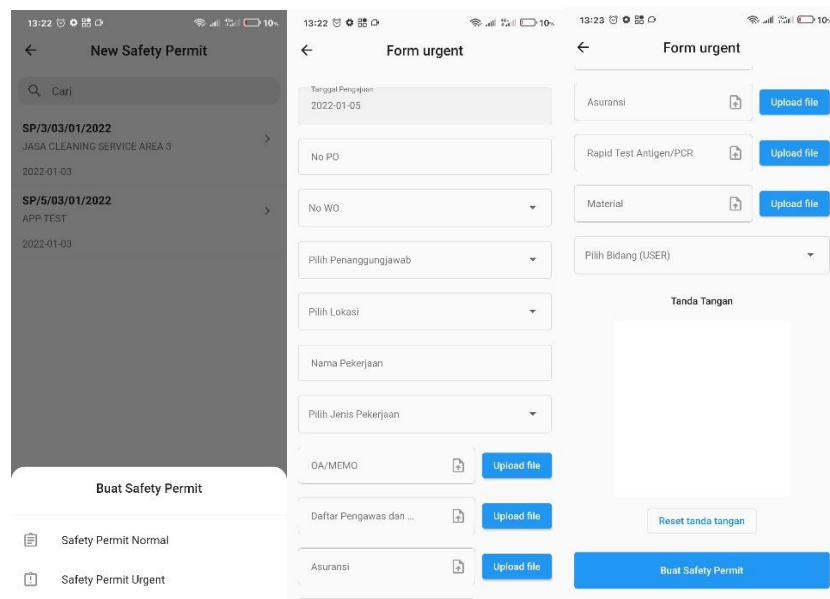 13:22
10%
New Safety Permit
Cari
SP/3/03/01/2022
JASA CLEANING SERVICE AREA 3
2022-01-03
SP/5/03/01/2022
APP TEST
2022-01-03
Buat Safety Permit
Safety Permit Normal
Safety Permit Urgent
13:22
10%
Form urgent
Tanggal Pengajuan
2022-01-05
No PO
No WO
Pilih Penanggungjawab
Pilih Lokasi
Nama Pekerjaan
Pilih Jenis Pekerjaan
OA/MEMO
Upload file
Daftar Pengawas dan ...
Upload file
Asuransi
Upload file
13:23
10%
Form urgent
Asuransi
Upload file
Rapid Test Antigen/PCR
Upload file
Material
Upload file
Pilih Bidang (USER)
Tanda Tangan
Reset tanda tangan
Buat Safety Permit